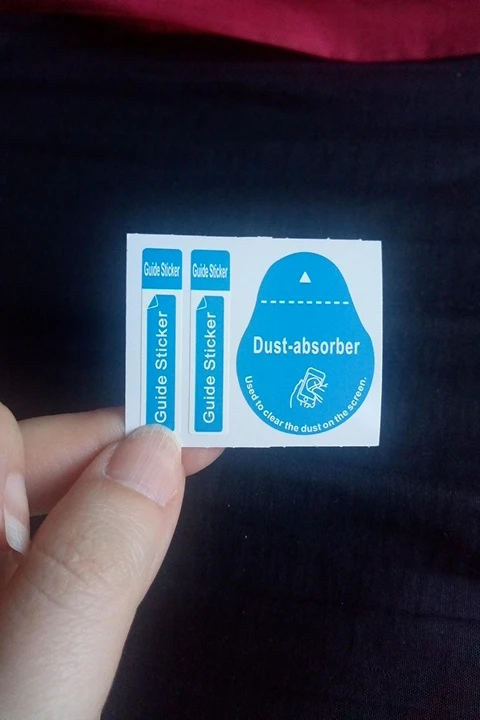 Guide Sticker
Guide Sticker
Guide Sticker
Guide Sticker
Dust-absorber
Used to clear the dust on the screen.